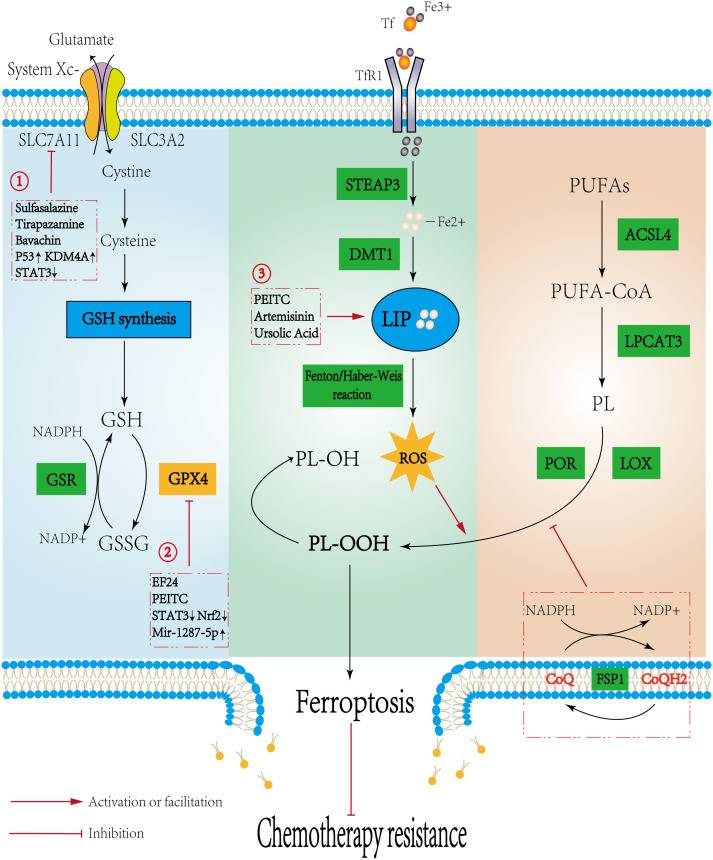 Fe3+
Tf
Glutamate
System Xc-
TfR1
SLC7A11
SLC3A2
①
Cystine
Sulfasalazine
Tirapazamine
Bavachin
P53↑ KDM4A↑
STAT3↓
Cysteine
GSH synthesis
GSH
NADPH
GSR
GPX4
NADP+
GSSG
②
EF24
PEITC
STAT3↓ Nrf2↓
Mir-1287-5p↑
STEAP3
Fe2+
DMT1
③
PEITC
Artemisinin
Ursolic Acid
LIP
Fenton/Haber-Weis
reaction
PL-OH
ROS
PL-OOH
PUFAs
ACSL4
PUFA-CoA
LPCAT3
PL
POR
LOX
NADPH
NADP+
CoQ
FSP1
CoQH2
Ferroptosis
Activation or facilitation
Inhibition
Chemotherapy resistance